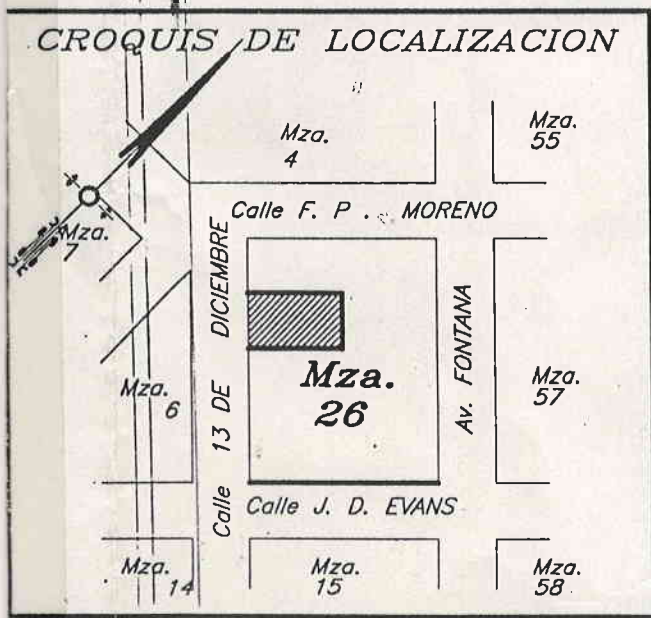 CROQUIS DE LOCALIZACION
Mza.
4
Mza.
55
Calle F. P. MORENO
Mza.
7
Calle 13 DE DICIEMBRE
Mza.
26
Av. FONTANA
Mza.
6
Mza.
57
Calle J. D. EVANS
Mza.
14
Mza.
15
Mza.
58